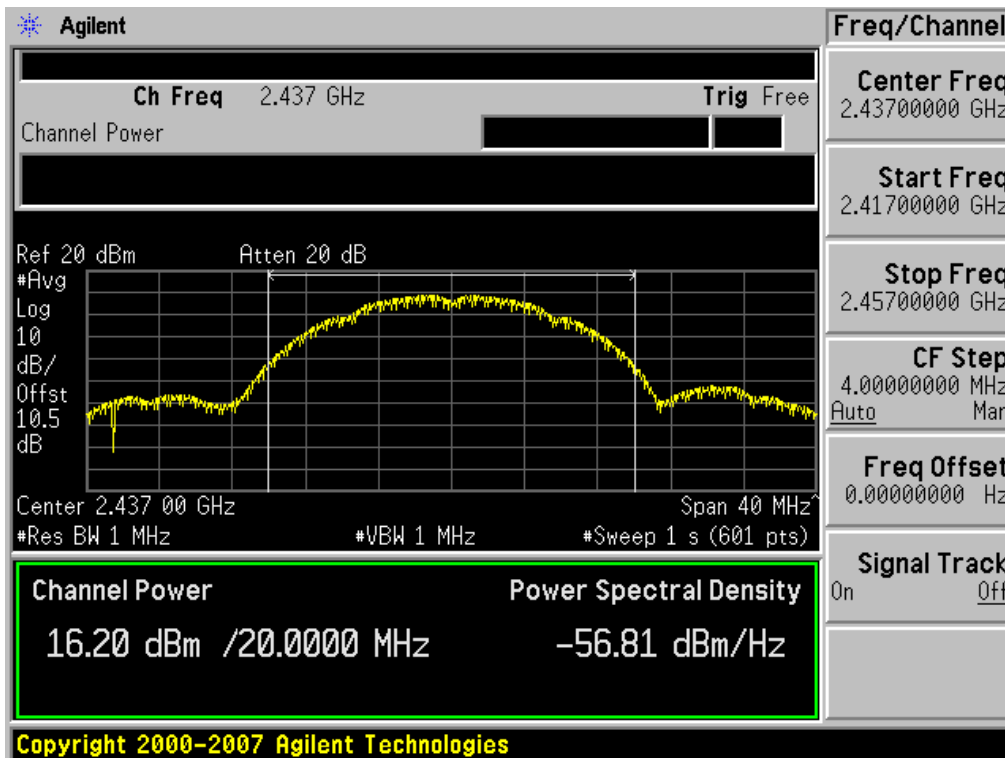 Agilent
Freq/Channel
Ch Freq 2.437 GHz Trig Free
Channel Power
Center Freq
2.43700000 GHz
Start Freq
2.41700000 GHz
Stop Freq
2.45700000 GHz
CF Step
4.00000000 MHz
Auto Man
Freq Offset
0.00000000 Hz
Signal Track
On Off
Ref 20 dBm Atten 20 dB
#Avg
Log
10
dB/
Offst
10.5
dB
Center 2.437 00 GHz Span 40 MHz^
#Res BW 1 MHz #VBW 1 MHz #Sweep 1 s (601 pts)
Channel Power Power Spectral Density
16.20 dBm /20.0000 MHz -56.81 dBm/Hz
Copyright 2000-2007 Agilent Technologies